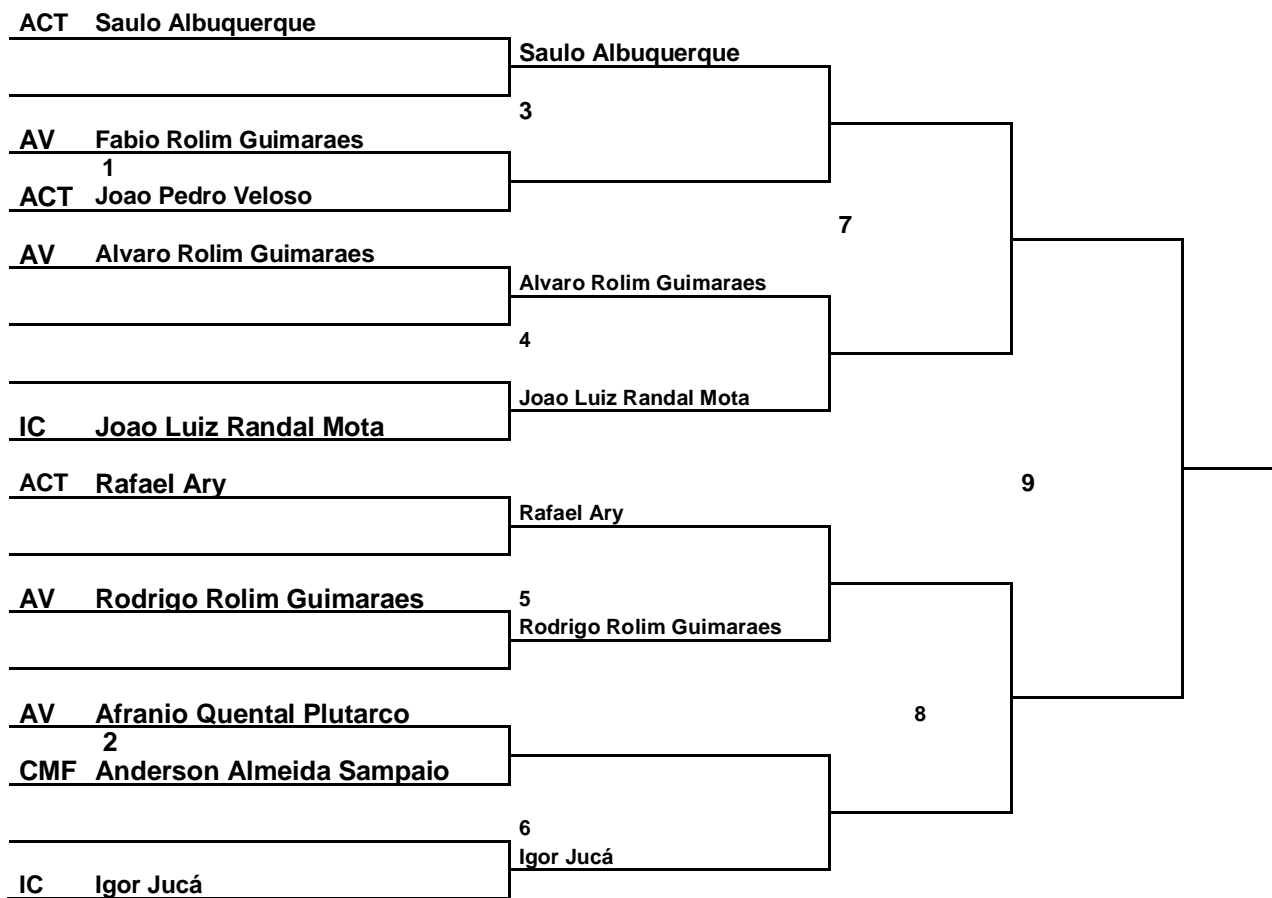 ACT Saulo Albuquerque
Saulo Albuquerque
3
AV Fabio Rolim Guimaraes
1
ACT Joao Pedro Veloso
7
AV Alvaro Rolim Guimaraes
Alvaro Rolim Guimaraes
4
Joao Luiz Randal Mota
IC Joao Luiz Randal Mota
ACT Rafael Ary
9
Rafael Ary
AV Rodrigo Rolim Guimaraes
5
Rodrigo Rolim Guimaraes
AV Afranio Quental Plutarco
8
2
CMF Anderson Almeida Sampaio
6
Igor Jucá
IC Igor Jucá